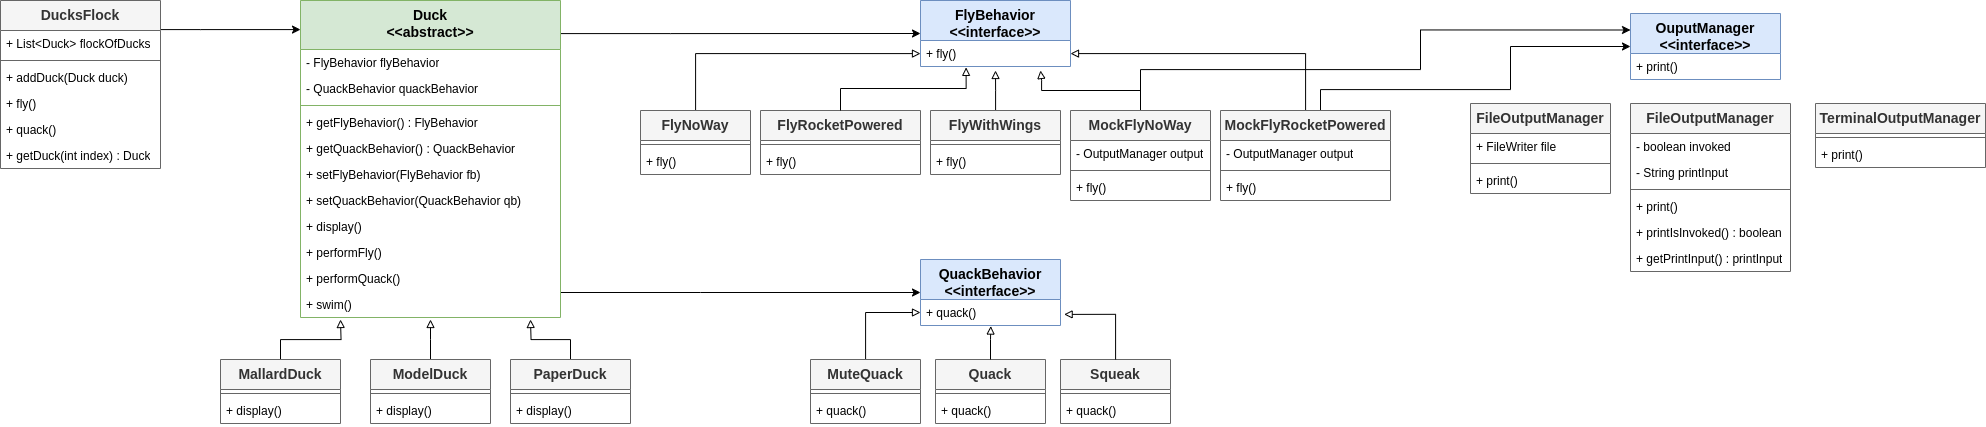 DucksFlock
+ List<Duck> flockOfDucks
+ addDuck(Duck duck)
+ fly()
+ quack()
+ getDuck(int index) : Duck
Duck
<<abstract>>
- FlyBehavior flyBehavior
- QuackBehavior quackBehavior
+ getFlyBehavior() : FlyBehavior
+ getQuackBehavior() : QuackBehavior
+ setFlyBehavior(FlyBehavior fb)
+ setQuackBehavior(QuackBehavior qb)
+ display()
+ performFly()
+ performQuack()
+ swim()
MallardDuck
+ display()
ModelDuck
+ display()
PaperDuck
+ display()
FlyBehavior
<<interface>>
+ fly()
FlyNoWay
+ fly()
FlyRocketPowered
+ fly()
FlyWithWings
+ fly()
MockFlyNoWay
- OutputManager output
+ fly()
MockFlyRocketPowered
- OutputManager output
+ fly()
QuackBehavior
<<interface>>
+ quack()
MuteQuack
+ quack()
Quack
+ quack()
Squeak
+ quack()
OuputManager
<<interface>>
+ print()
FileOutputManager
+ FileWriter file
+ print()
FileOutputManager
- boolean invoked
- String printInput
+ print()
+ printIsInvoked() : boolean
+ getPrintInput() : printInput
TerminalOutputManager
+ print()